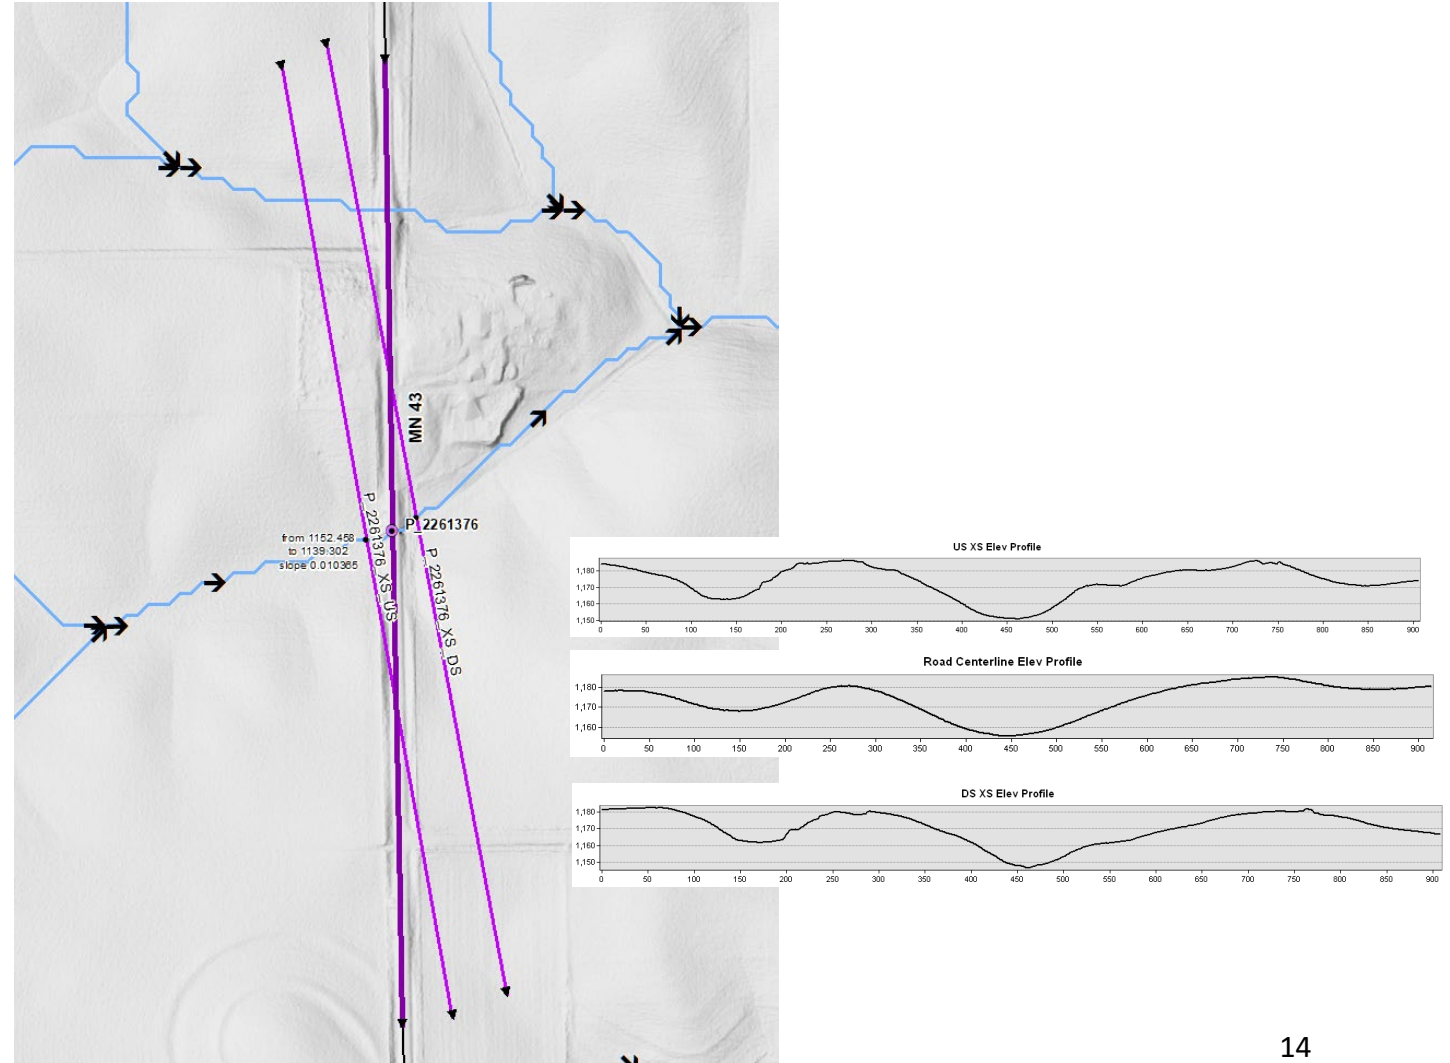 MN 43
P_2261376
from 1152.458
to 1139.302
slope 0.010365
P_2261376_XS_US
P_2261376_XS_DS
US XS Elev Profile
1,180
1,170
1,160
1,150
0 50 100 150 200 250 300 350 400 450 500 550 600 650 700 750 800 850 900
Road Centerline Elev Profile
1,180
1,170
1,160
0 50 100 150 200 250 300 350 400 450 500 550 600 650 700 750 800 850 900
DS XS Elev Profile
1,180
1,170
1,160
1,150
0 50 100 150 200 250 300 350 400 450 500 550 600 650 700 750 800 850 900
14